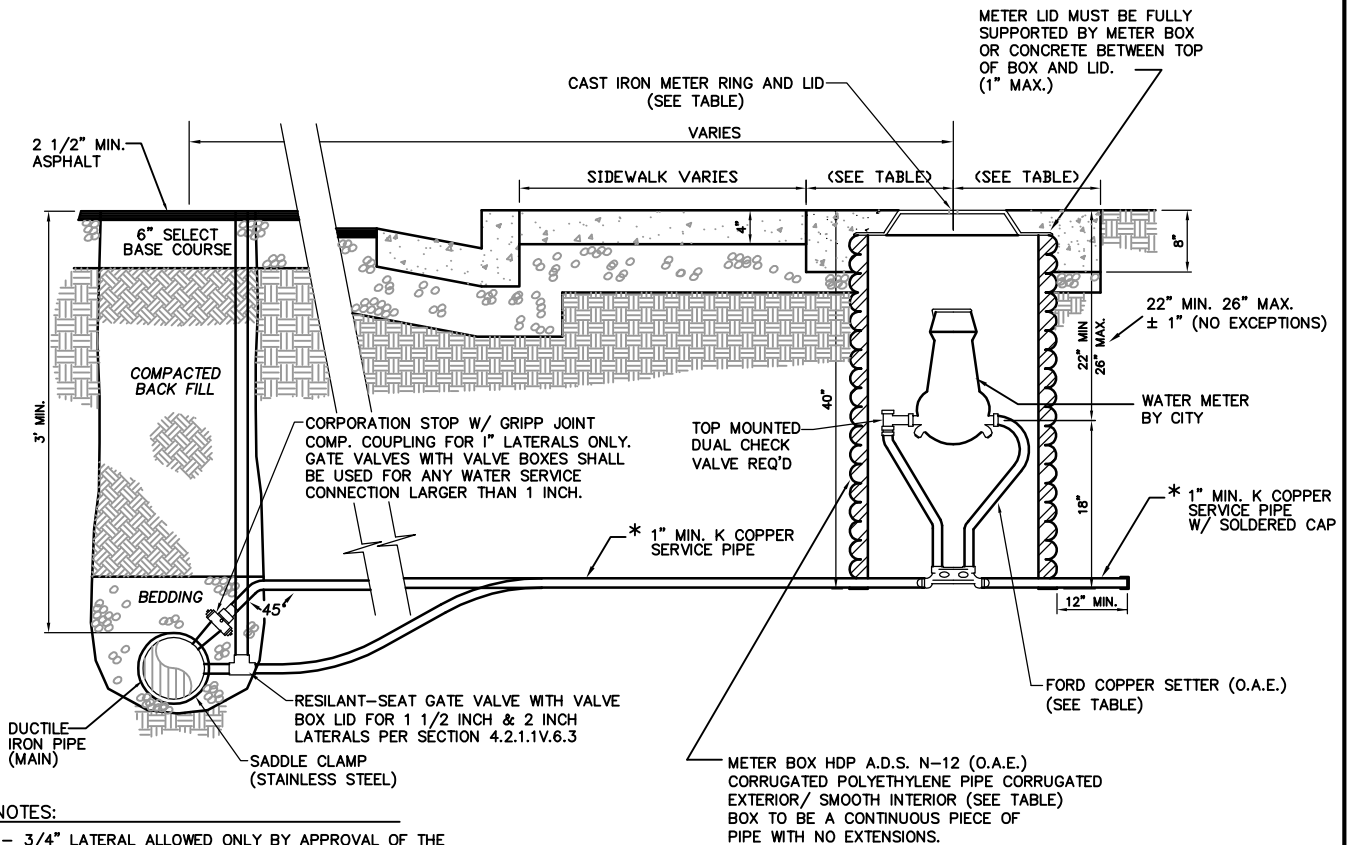 METER LID MUST BE FULLY
SUPPORTED BY METER BOX
OR CONCRETE BETWEEN TOP
OF BOX AND LID.
(1" MAX.)
CAST IRON METER RING AND LID
(SEE TABLE)
VARIES
2 1/2" MIN.
ASPHALT
SIDEWALK VARIES
(SEE TABLE)
(SEE TABLE)
6" SELECT
BASE COURSE
4"
8"
22" MIN. 26" MAX.
± 1" (NO EXCEPTIONS)
22" MIN
26" MAX.
COMPACTED
BACK FILL
3' MIN.
40"
WATER METER
BY CITY
CORPORATION STOP W/ GRIPP JOINT
COMP. COUPLING FOR 1" LATERALS ONLY.
GATE VALVES WITH VALVE BOXES SHALL
BE USED FOR ANY WATER SERVICE
CONNECTION LARGER THAN 1 INCH.
TOP MOUNTED
DUAL CHECK
VALVE REQ'D
18"
* 1" MIN. K COPPER
SERVICE PIPE
W/ SOLDERED CAP
* 1" MIN. K COPPER
SERVICE PIPE
BEDDING
45°
12" MIN.
FORD COPPER SETTER (O.A.E.)
(SEE TABLE)
RESILANT-SEAT GATE VALVE WITH VALVE
BOX LID FOR 1 1/2 INCH & 2 INCH
LATERALS PER SECTION 4.2.1.1V.6.3
DUCTILE
IRON PIPE
(MAIN)
SADDLE CLAMP
(STAINLESS STEEL)
METER BOX HDP A.D.S. N-12 (O.A.E.)
CORRUGATED POLYETHYLENE PIPE CORRUGATED
EXTERIOR/ SMOOTH INTERIOR (SEE TABLE)
BOX TO BE A CONTINUOUS PIECE OF
PIPE WITH NO EXTENSIONS.
NOTES:
- 3/4" LATERAL ALLOWED ONLY BY APPROVAL OF THE